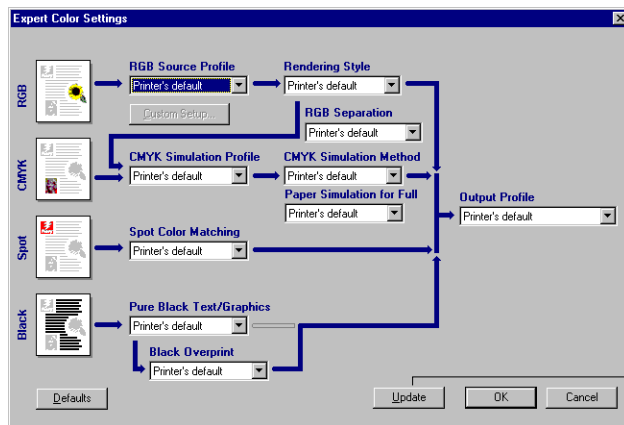 Expert Color Settings
RGB
RGB Source Profile
Printer's default
Custom Setup...
Rendering Style
Printer's default
RGB Separation
Printer's default
CMYK
CMYK Simulation Profile
Printer's default
CMYK Simulation Method
Printer's default
Paper Simulation for Full
Printer's default
Output Profile
Printer's default
Spot
Spot Color Matching
Printer's default
Black
Pure Black Text/Graphics
Printer's default
Black Overprint
Printer's default
Defaults
Update
OK
Cancel